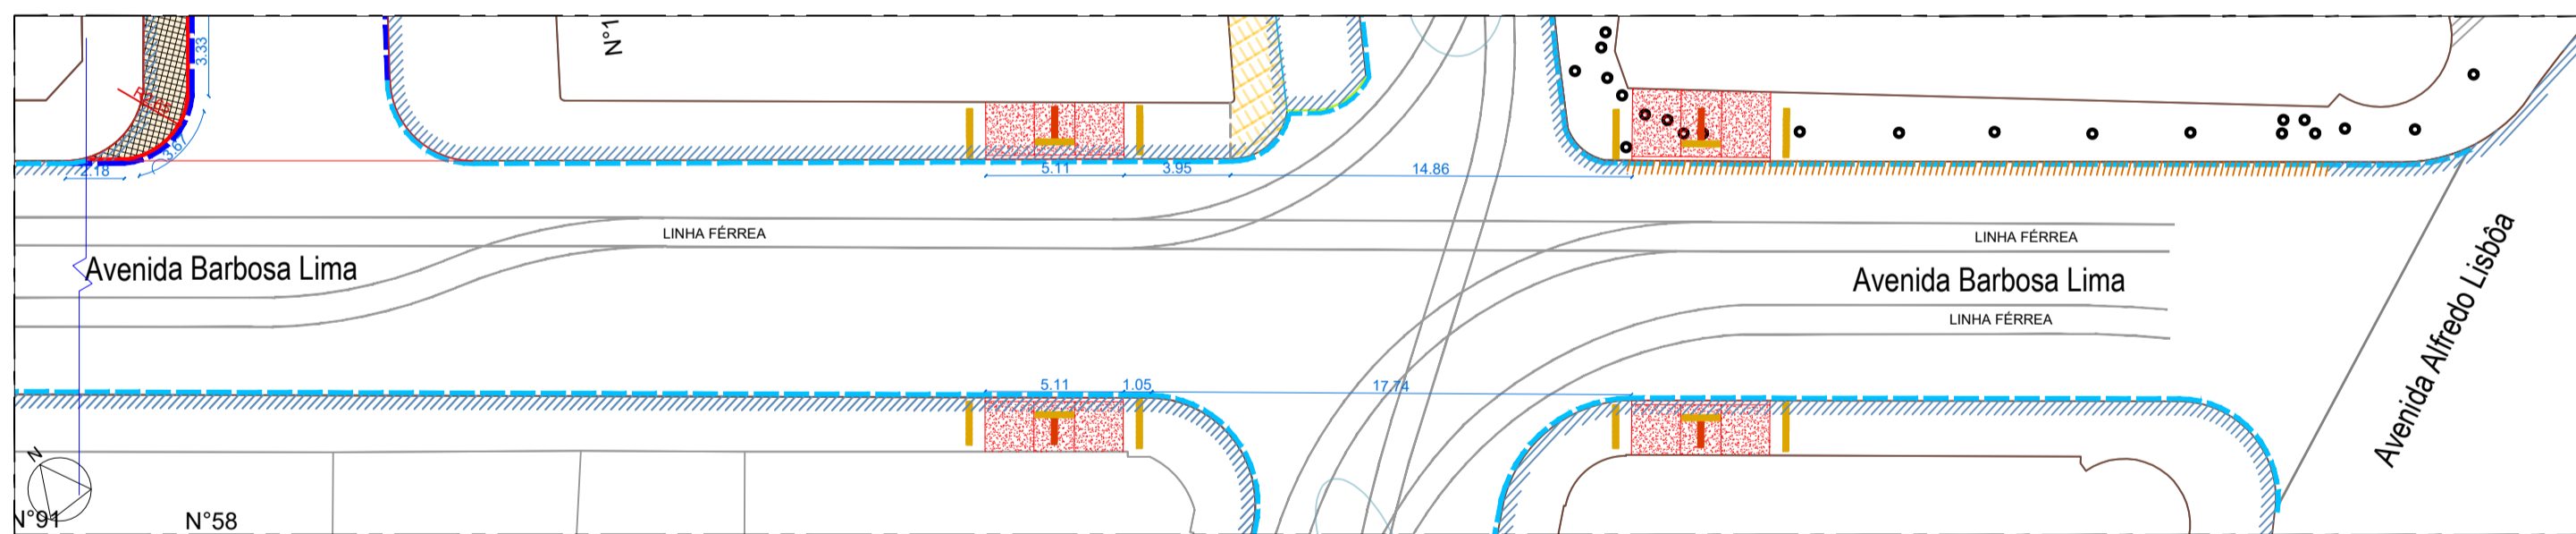 N°1
3.33
3.67
2.18
5.11
3.95
14.86
LINHA FÉRREA
LINHA FÉRREA
Avenida Barbosa Lima
Avenida Barbosa Lima
LINHA FÉRREA
Avenida Alfredo Lisbôa
5.11
1.05
17.74
N
N°91
N°58